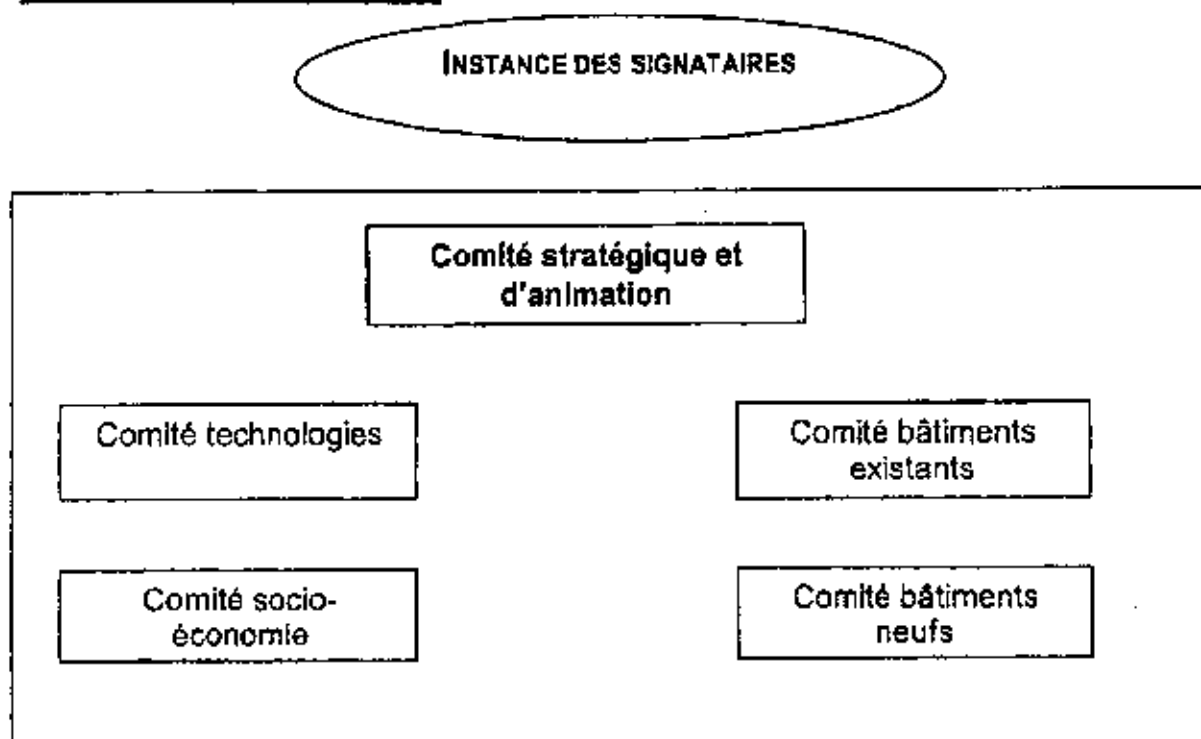 INSTANCE DES SIGNATAIRES
Comité stratégique et
d'animation
Comité technologies
Comité bâtiments
existants
Comité socio-
économie
Comité bâtiments
neufs